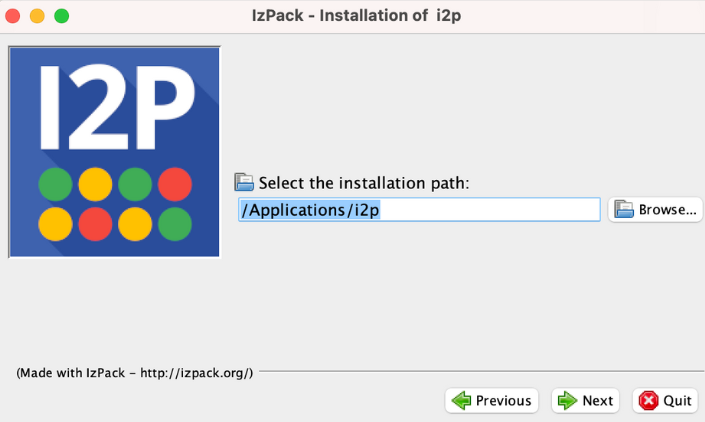 IzPack - Installation of  i2p
I2P
Select the installation path:
/Applications/i2p
Browse...
(Made with IzPack - http://izpack.org/)
Previous
Next
Quit